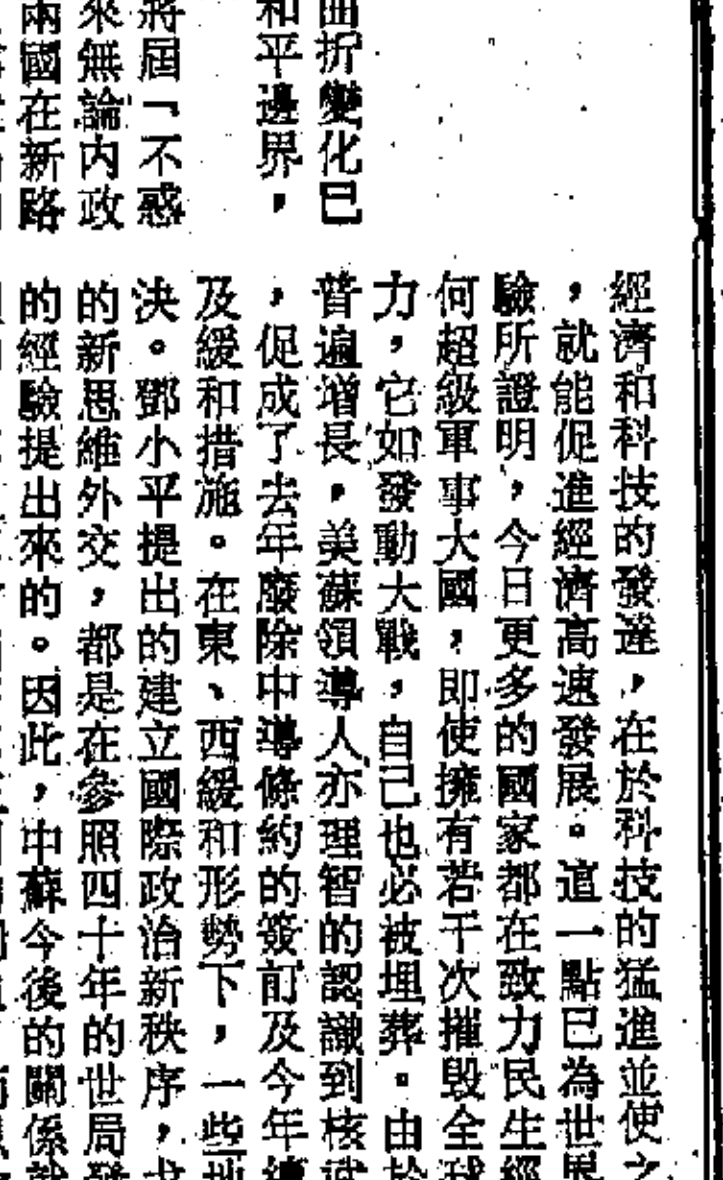 曲折變化已
和平邊界，
將屆「不惑
來無論內政
兩國在新路
經濟和科技的發達，在於科技的猛進並使之
，就能促進經濟高速發展。這一點已為世界
驗所證明，今日更多的國家都在致力民生經
何超級軍事大國，即使擁有若干次摧毀全球
力，它如發動大戰，自己也必被埋葬。由於
普遍增長，美蘇領導人亦理智的認識到核武
，促成了去年廢除中導條約的簽訂及今年
及緩和措施。在東、西緩和形勢下，一些地
決。鄧小平提出的建立國際政治新秩序，
的新思維外交，都是在參照四十年的世局發
的經驗提出來的。因此，中蘇今後的關係就